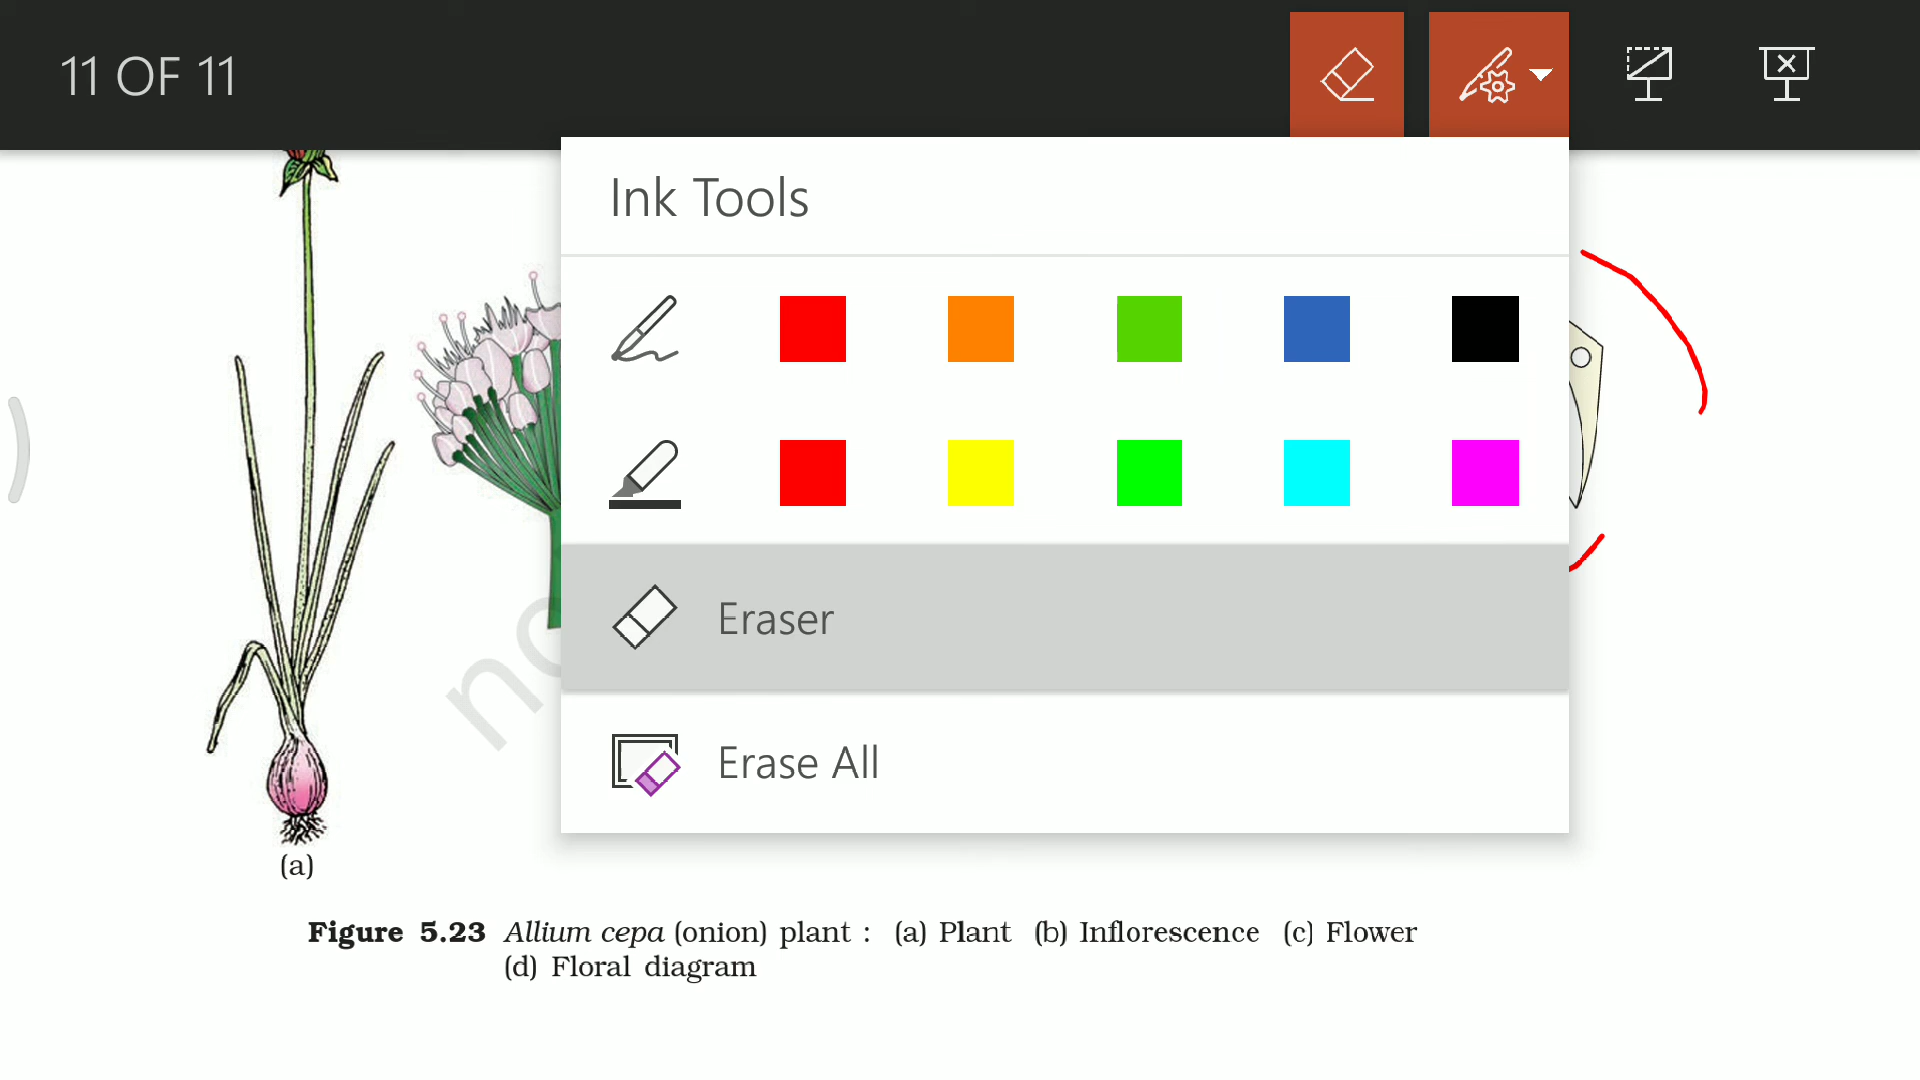 11 OF 11
Ink Tools
Eraser
Erase All
(a)
Figure 5.23 Allium cepa (onion) plant : (a) Plant (b) Inflorescence (c) Flower
(d) Floral diagram